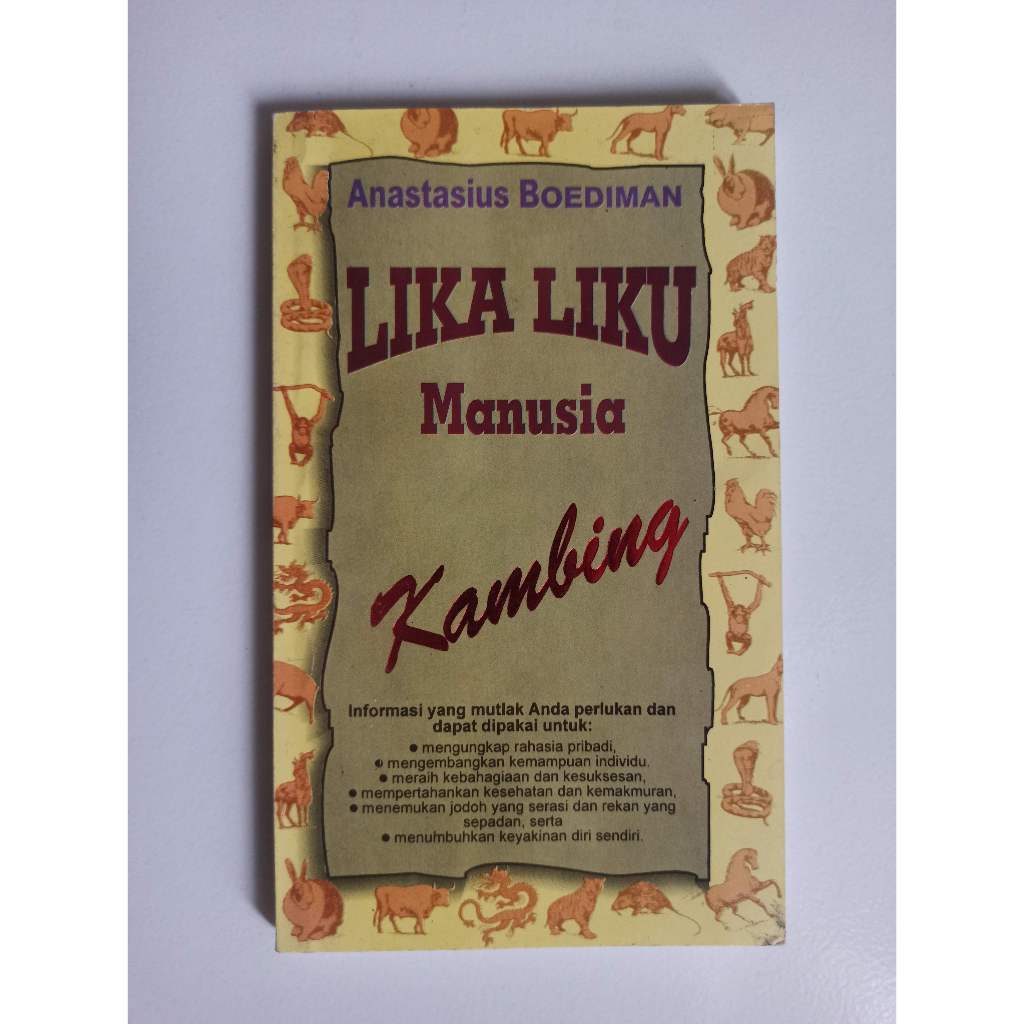 Anastasius BOEDIMAN
LIKA LIKU
Manusia
Kambing
Informasi yang mutlak Anda perlukan dan
dapat dipakai untuk:
● mengungkap rahasia pribadi,
● mengembangkan kemampuan individu.
● meraih kebahagiaan dan kesuksesan,
● mempertahankan kesehatan dan kemakmuran,
● menemukan jodoh yang serasi dan rekan yang
sepadan, serta
● menumbuhkan keyakinan diri sendiri.